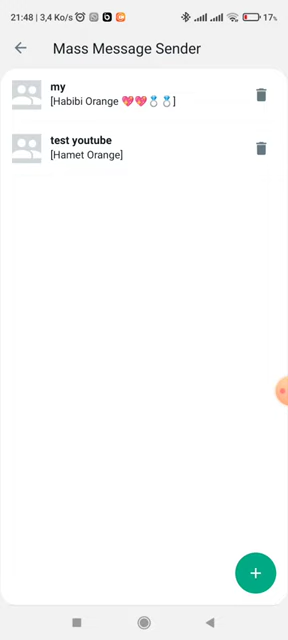 21:48 | 3,4 Ko/s
17%
Mass Message Sender
my
[Habibi Orange 💖💖💍💍]
test youtube
[Hamet Orange]